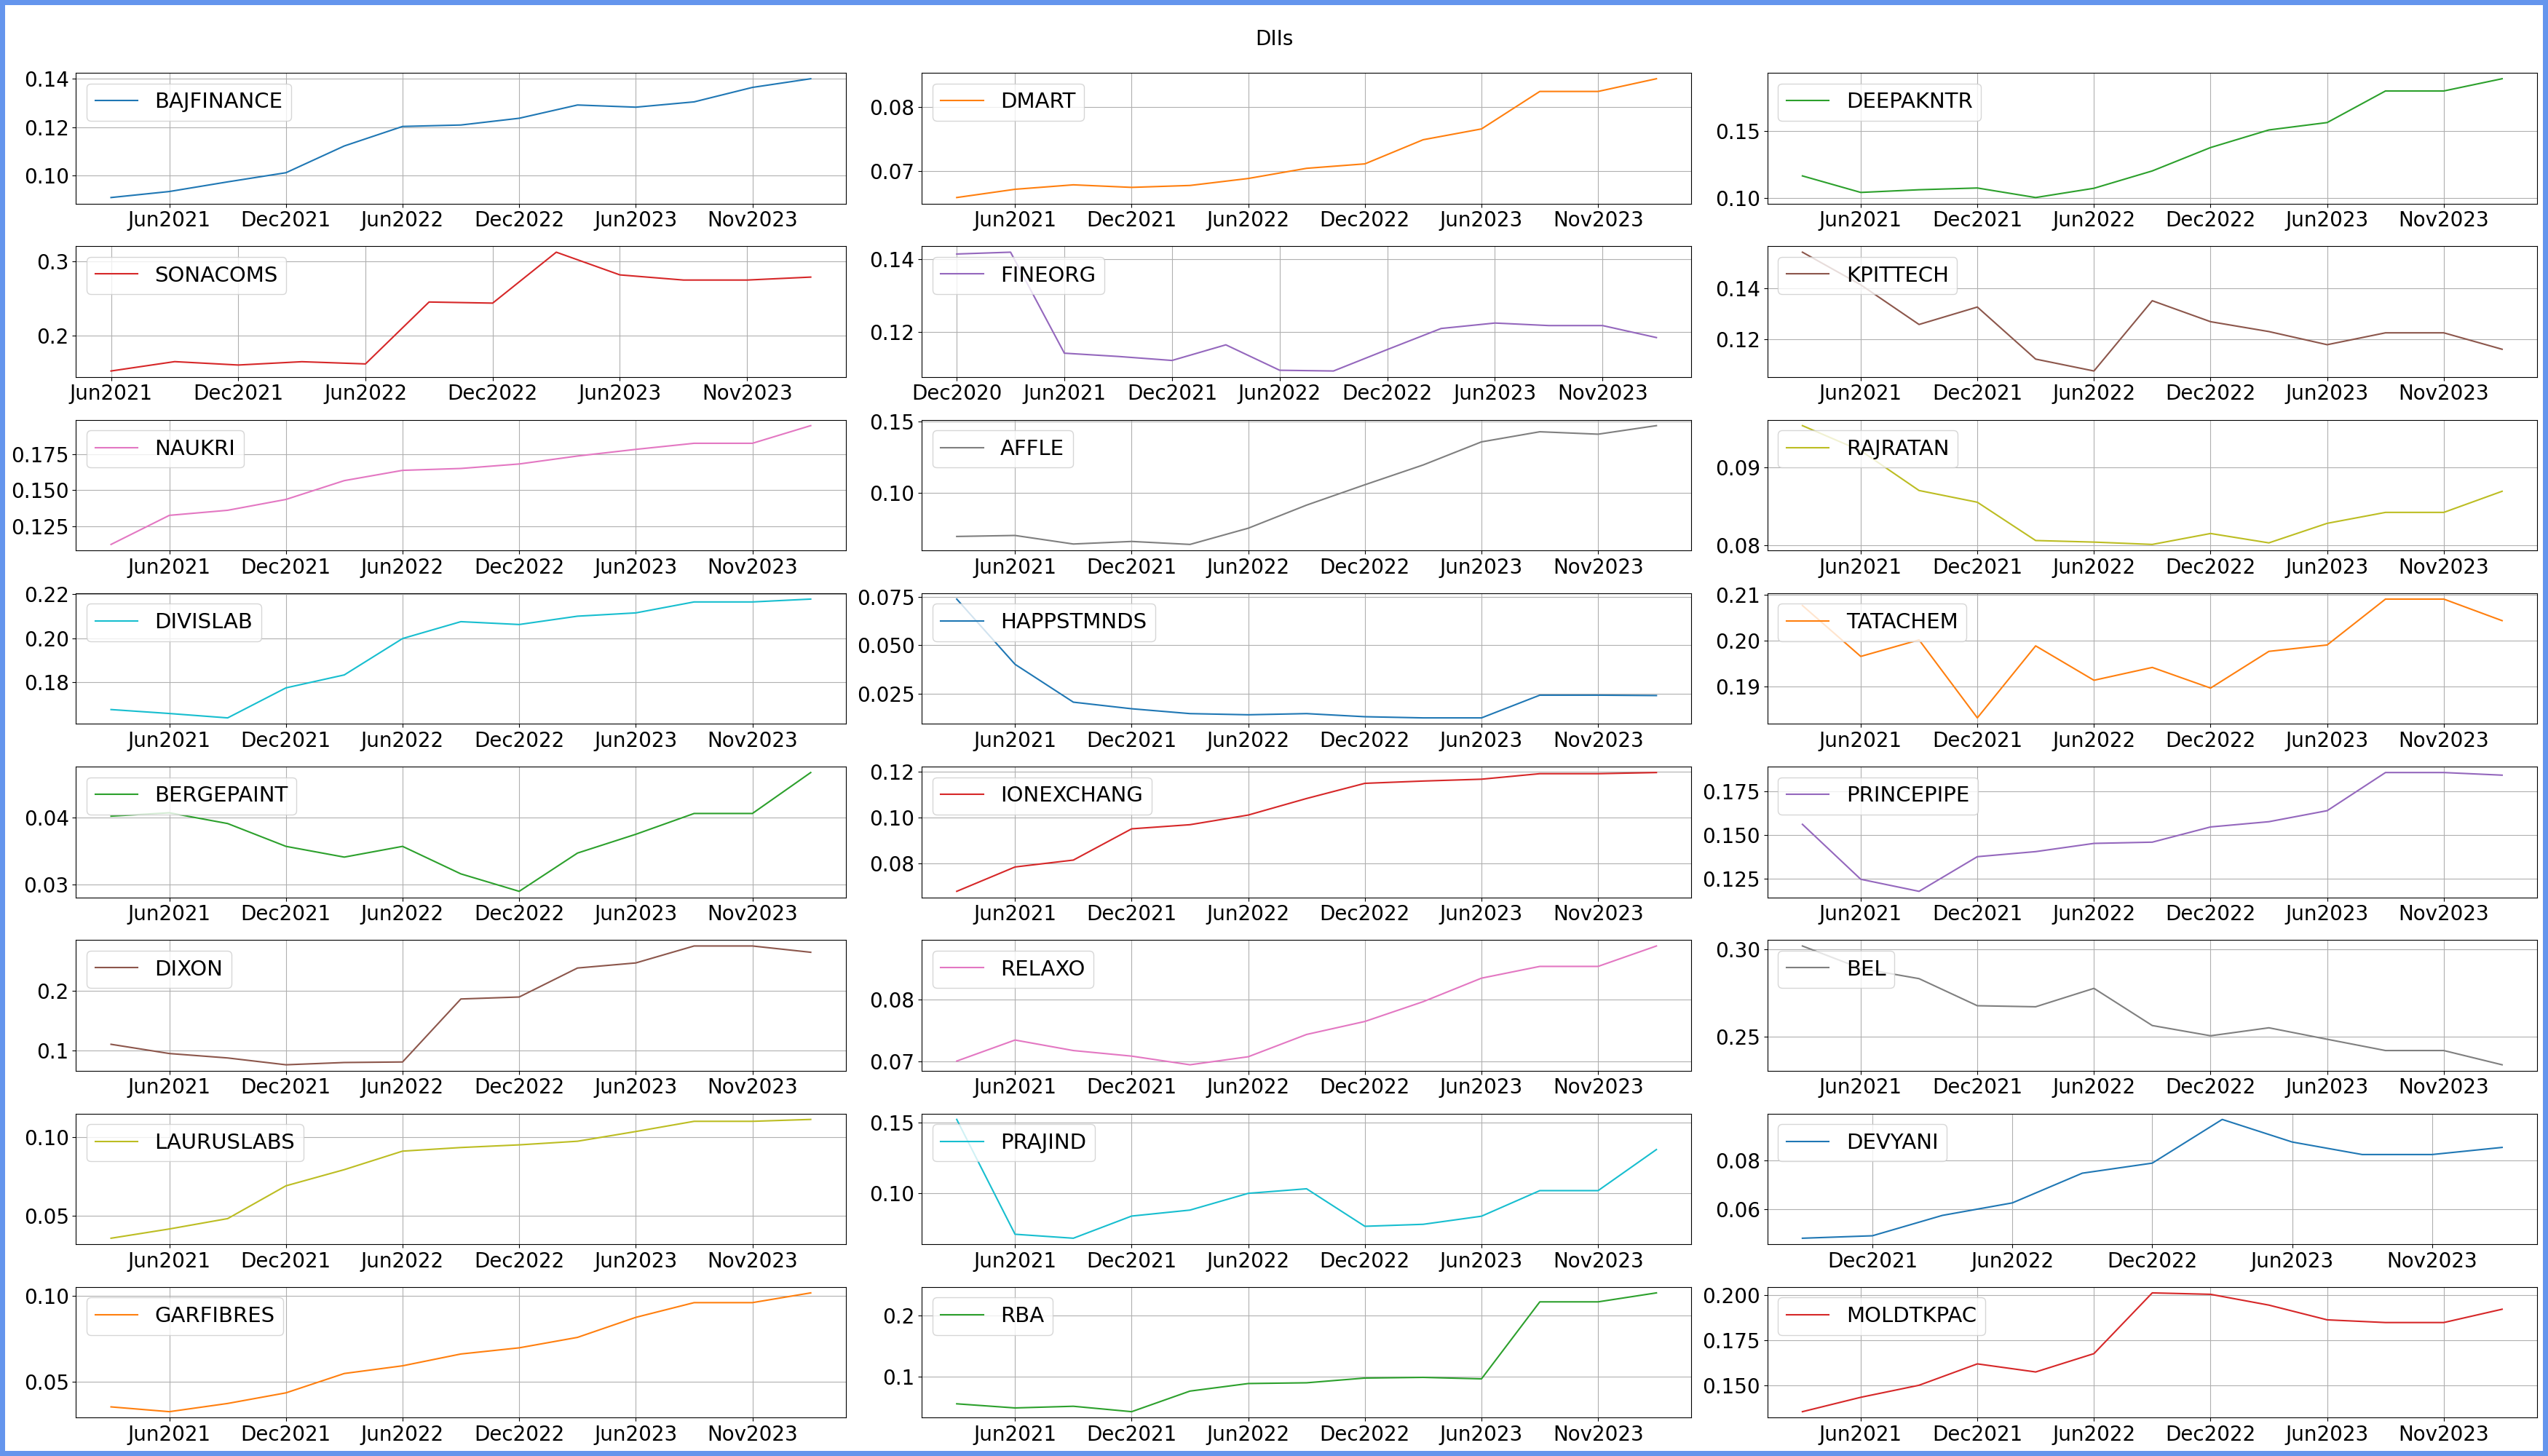 DIIs
BAJFINANCE
0.14
0.12
0.10
Jun2021 Dec2021 Jun2022 Dec2022 Jun2023 Nov2023
DMART
0.08
0.07
Jun2021 Dec2021 Jun2022 Dec2022 Jun2023 Nov2023
DEEPAKNTR
0.15
0.10
Jun2021 Dec2021 Jun2022 Dec2022 Jun2023 Nov2023
SONACOMS
0.3
0.2
Jun2021 Dec2021 Jun2022 Dec2022 Jun2023 Nov2023
FINEORG
0.14
0.12
Dec2020 Jun2021 Dec2021 Jun2022 Dec2022 Jun2023 Nov2023
KPITTECH
0.14
0.12
Jun2021 Dec2021 Jun2022 Dec2022 Jun2023 Nov2023
NAUKRI
0.175
0.150
0.125
Jun2021 Dec2021 Jun2022 Dec2022 Jun2023 Nov2023
AFFLE
0.15
0.10
Jun2021 Dec2021 Jun2022 Dec2022 Jun2023 Nov2023
RAJRATAN
0.09
0.08
Jun2021 Dec2021 Jun2022 Dec2022 Jun2023 Nov2023
DIVISLAB
0.22
0.20
0.18
Jun2021 Dec2021 Jun2022 Dec2022 Jun2023 Nov2023
HAPPSTMNDS
0.075
0.050
0.025
Jun2021 Dec2021 Jun2022 Dec2022 Jun2023 Nov2023
TATACHEM
0.21
0.20
0.19
Jun2021 Dec2021 Jun2022 Dec2022 Jun2023 Nov2023
BERGEPAINT
0.04
0.03
Jun2021 Dec2021 Jun2022 Dec2022 Jun2023 Nov2023
IONEXCHANG
0.12
0.10
0.08
Jun2021 Dec2021 Jun2022 Dec2022 Jun2023 Nov2023
PRINCEPIPE
0.175
0.150
0.125
Jun2021 Dec2021 Jun2022 Dec2022 Jun2023 Nov2023
DIXON
0.2
0.1
Jun2021 Dec2021 Jun2022 Dec2022 Jun2023 Nov2023
RELAXO
0.08
0.07
Jun2021 Dec2021 Jun2022 Dec2022 Jun2023 Nov2023
BEL
0.30
0.25
Jun2021 Dec2021 Jun2022 Dec2022 Jun2023 Nov2023
LAURUSLABS
0.10
0.05
Jun2021 Dec2021 Jun2022 Dec2022 Jun2023 Nov2023
PRAJIND
0.15
0.10
Jun2021 Dec2021 Jun2022 Dec2022 Jun2023 Nov2023
DEVYANI
0.08
0.06
Dec2021 Jun2022 Dec2022 Jun2023 Nov2023
GARFIBRES
0.10
0.05
Jun2021 Dec2021 Jun2022 Dec2022 Jun2023 Nov2023
RBA
0.2
0.1
Jun2021 Dec2021 Jun2022 Dec2022 Jun2023 Nov2023
MOLDTKPAC
0.200
0.175
0.150
Jun2021 Dec2021 Jun2022 Dec2022 Jun2023 Nov2023